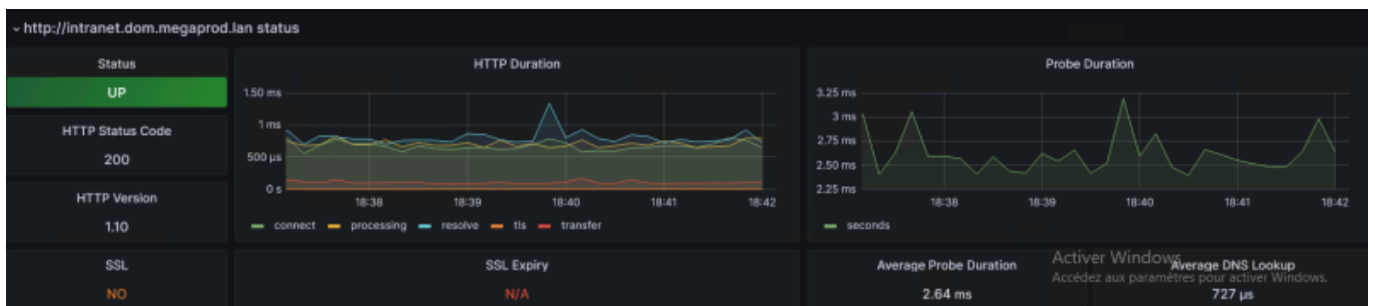 http://intranet.dom.megaprod.lan status
Status
UP
HTTP Status Code
200
HTTP Version
1.10
HTTP Duration
1.50 ms
1 ms
500 µs
0 s
18:38 18:39 18:40 18:41 18:42
connect processing resolve tls transfer
Probe Duration
3.25 ms
3 ms
2.75 ms
2.50 ms
2.25 ms
18:38 18:39 18:40 18:41 18:42
seconds
SSL
NO
SSL Expiry
N/A
Average Probe Duration
2.64 ms
Average DNS Lookup
727 µs
Activer Windows
Accédez aux paramètres pour activer Windows.